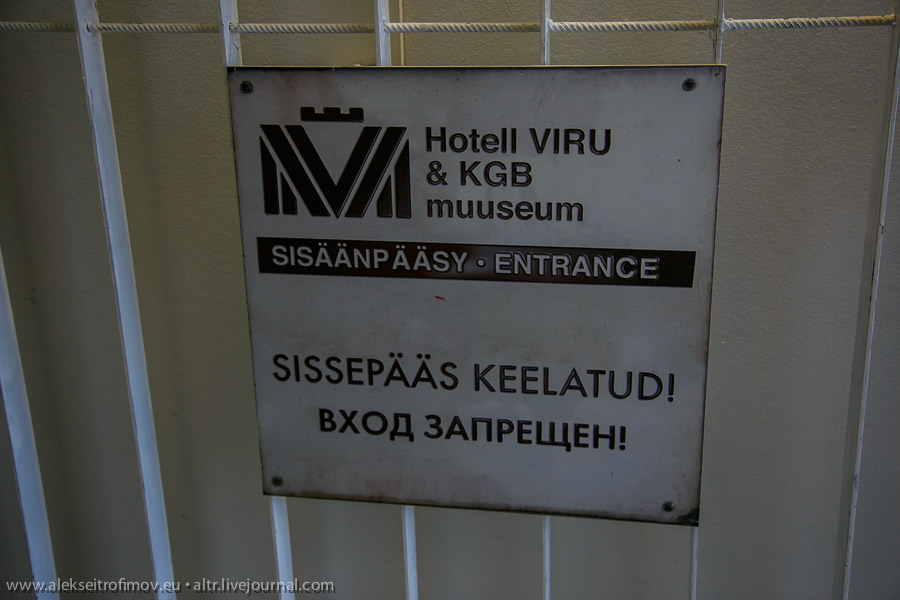 Hotell VIRU
& KGB
muuseum
SISÄÄNPÄÄSY • ENTRANCE
SISSEPÄÄS KEELATUD!
ВХОД ЗАПРЕЩЕН!
www.alekseitrofimov.eu • altr.livejournal.com